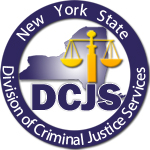 New York State
DCJS
Division of Criminal Justice Services